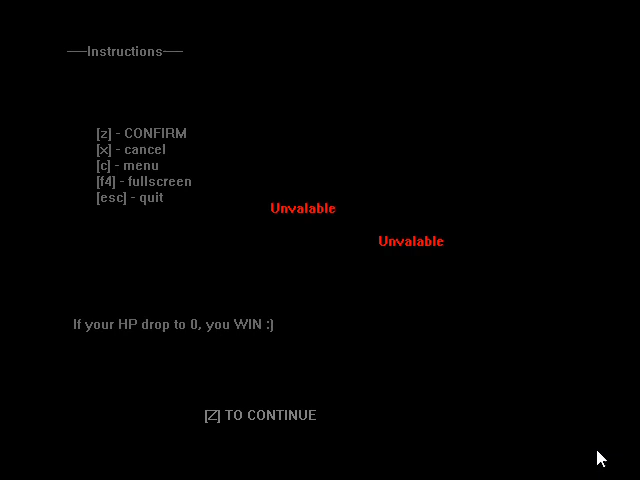 ——Instructions——
[z] - CONFIRM
[x] - cancel
[c] - menu
[f4] - fullscreen
[esc] - quit
Unvalable
Unvalable
If your HP drop to 0, you WIN :)
[Z] TO CONTINUE